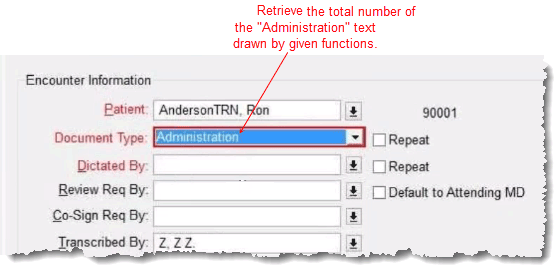 Retrieve the total number of
the "Administration" text
drawn by given functions.
Encounter Information
Patient: AndersonTRN, Ron 90001
Document Type: Administration Repeat
Dictated By: Repeat
Review Req By: Default to Attending MD
Co-Sign Req By:
Transcribed By: Z, Z Z.